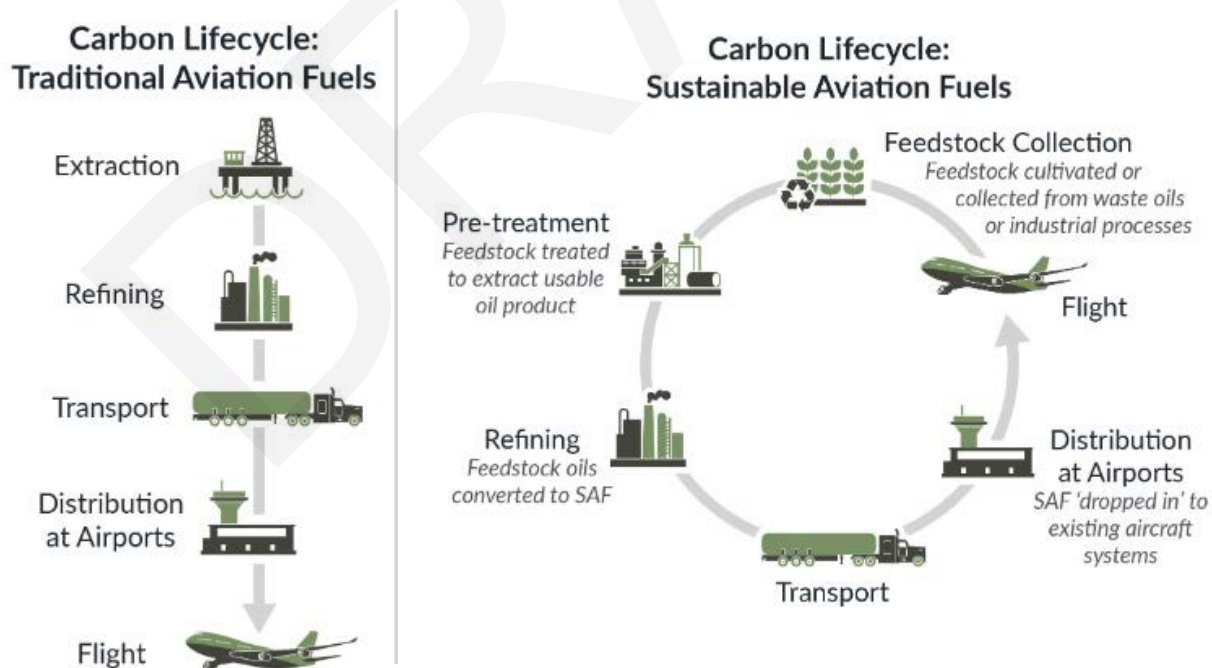 Carbon Lifecycle:
Traditional Aviation Fuels
Extraction
Refining
Transport
Distribution
at Airports
Flight
Carbon Lifecycle:
Sustainable Aviation Fuels
Feedstock Collection
Feedstock cultivated or
collected from waste oils
or industrial processes
Pre-treatment
Feedstock treated
to extract usable
oil product
Refining
Feedstock oils
converted to SAF
Transport
Distribution
at Airports
SAF ‘dropped in’ to
existing aircraft
systems
Flight